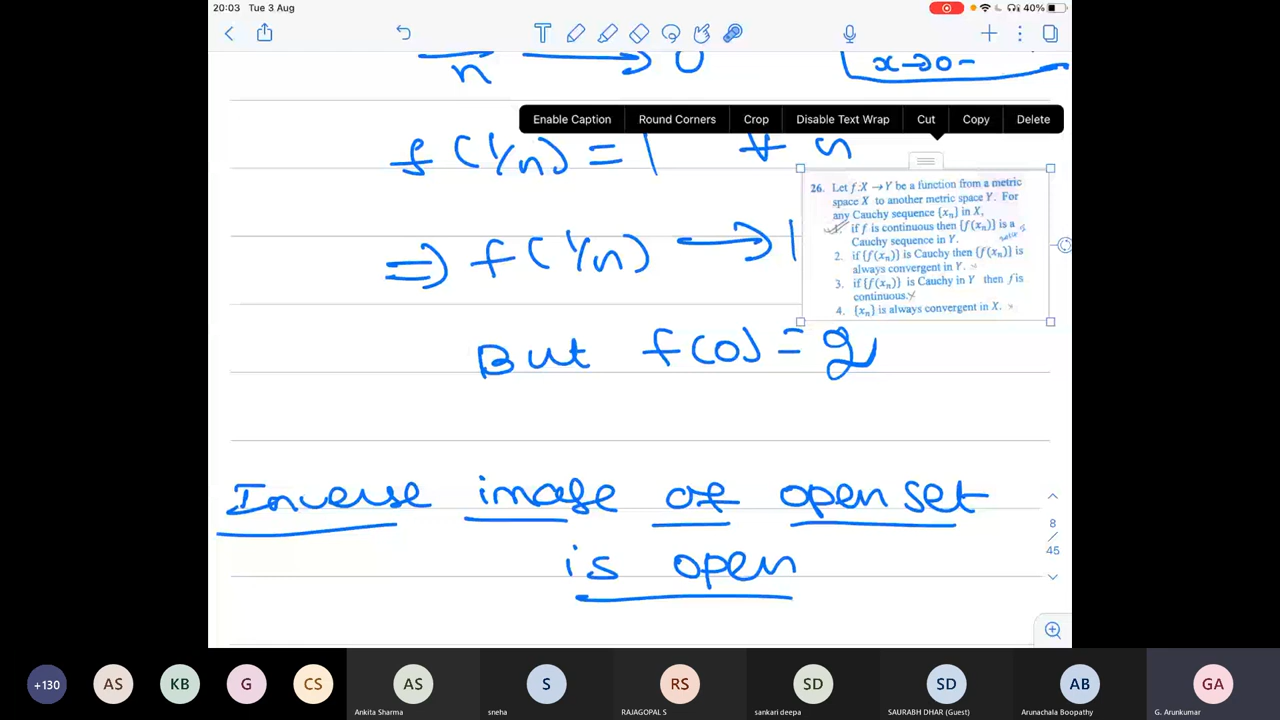 20:03 Tue 3 Aug
40%
n → 0
x→0-
Enable Caption Round Corners Crop Disable Text Wrap Cut Copy Delete
f(1/n) = 1 ∀ n
26. Let f:X → Y be a function from a metric
space X to another metric space Y. For
any Cauchy sequence {xₙ} in X,
1. if f is continuous then {f(xₙ)} is a
Cauchy sequence in Y.
2. if {f(xₙ)} is Cauchy then {f(xₙ)} is
always convergent in Y.
3. if {f(xₙ)} is Cauchy in Y then f is
continuous.
4. {xₙ} is always convergent in X.
⇒ f(1/n) → 1
But f(0) = 2
Inverse image of open set
is open
8
/
45
+130 AS KB G CS AS S RS SD SD AB GA
Ankita Sharma sneha RAJAGOPAL S sankari deepa SAURABH DHAR (Guest) Arunachala Boopathy G. Arunkumar